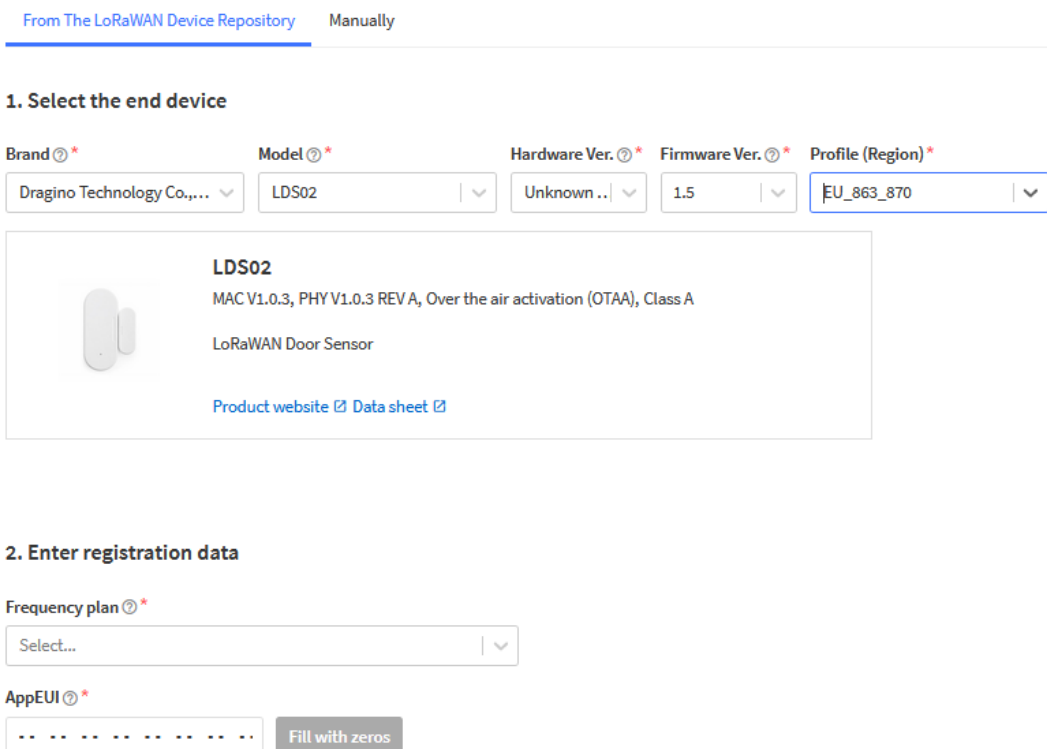 From The LoRaWAN Device Repository Manually
1. Select the end device
Brand * Model * Hardware Ver. * Firmware Ver. * Profile (Region) *
Dragino Technology Co.,... LDS02 Unknown .. 1.5 EU_863_870
LDS02
MAC V1.0.3, PHY V1.0.3 REV A, Over the air activation (OTAA), Class A
LoRaWAN Door Sensor
Product website Data sheet
2. Enter registration data
Frequency plan *
Select...
AppEUI *
.. .. .. .. .. .. .. .. Fill with zeros